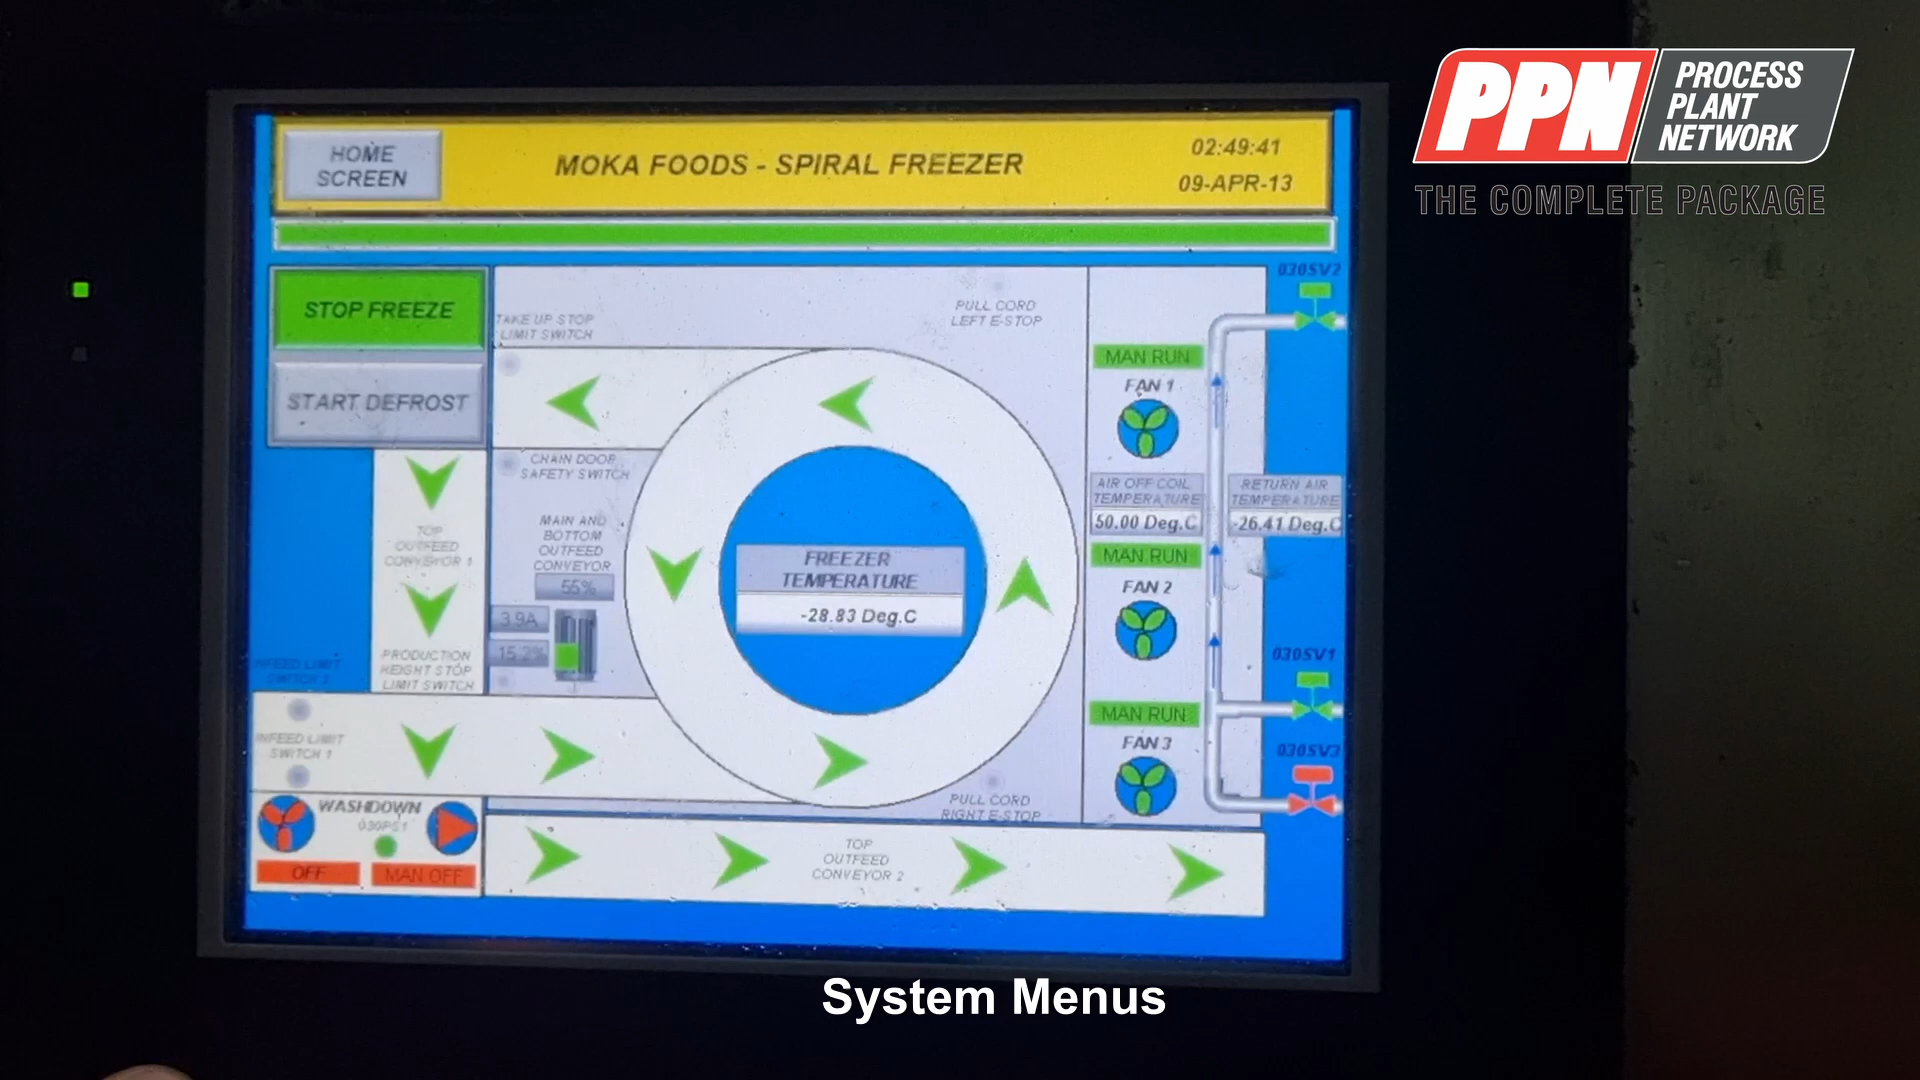 PPN
PROCESS
PLANT
NETWORK
THE COMPLETE PACKAGE
HOME
SCREEN
MOKA FOODS - SPIRAL FREEZER
02:49:41
09-APR-13
STOP FREEZE
START DEFROST
TAKE UP STOP
LIMIT SWITCH
PULL CORD
LEFT E-STOP
030SV2
MAN RUN
FAN 1
CHAIN DOOR
SAFETY SWITCH
AIR OFF COIL
TEMPERATURE
50.00 Deg.C
RETURN AIR
TEMPERATURE
-26.41 Deg.C
TOP
OUTFEED
CONVEYOR 1
MAIN AND
BOTTOM
OUTFEED
CONVEYOR
55%
3.9A
15.2%
FREEZER
TEMPERATURE
-28.83 Deg.C
MAN RUN
FAN 2
INFEED LIMIT
SWITCH 2
PRODUCTION
HEIGHT STOP
LIMIT SWITCH
030SV1
MAN RUN
FAN 3
030SV3
INFEED LIMIT
SWITCH 1
PULL CORD
RIGHT E-STOP
WASHDOWN
030PS1
OFF
MAN OFF
TOP
OUTFEED
CONVEYOR 2
System Menus